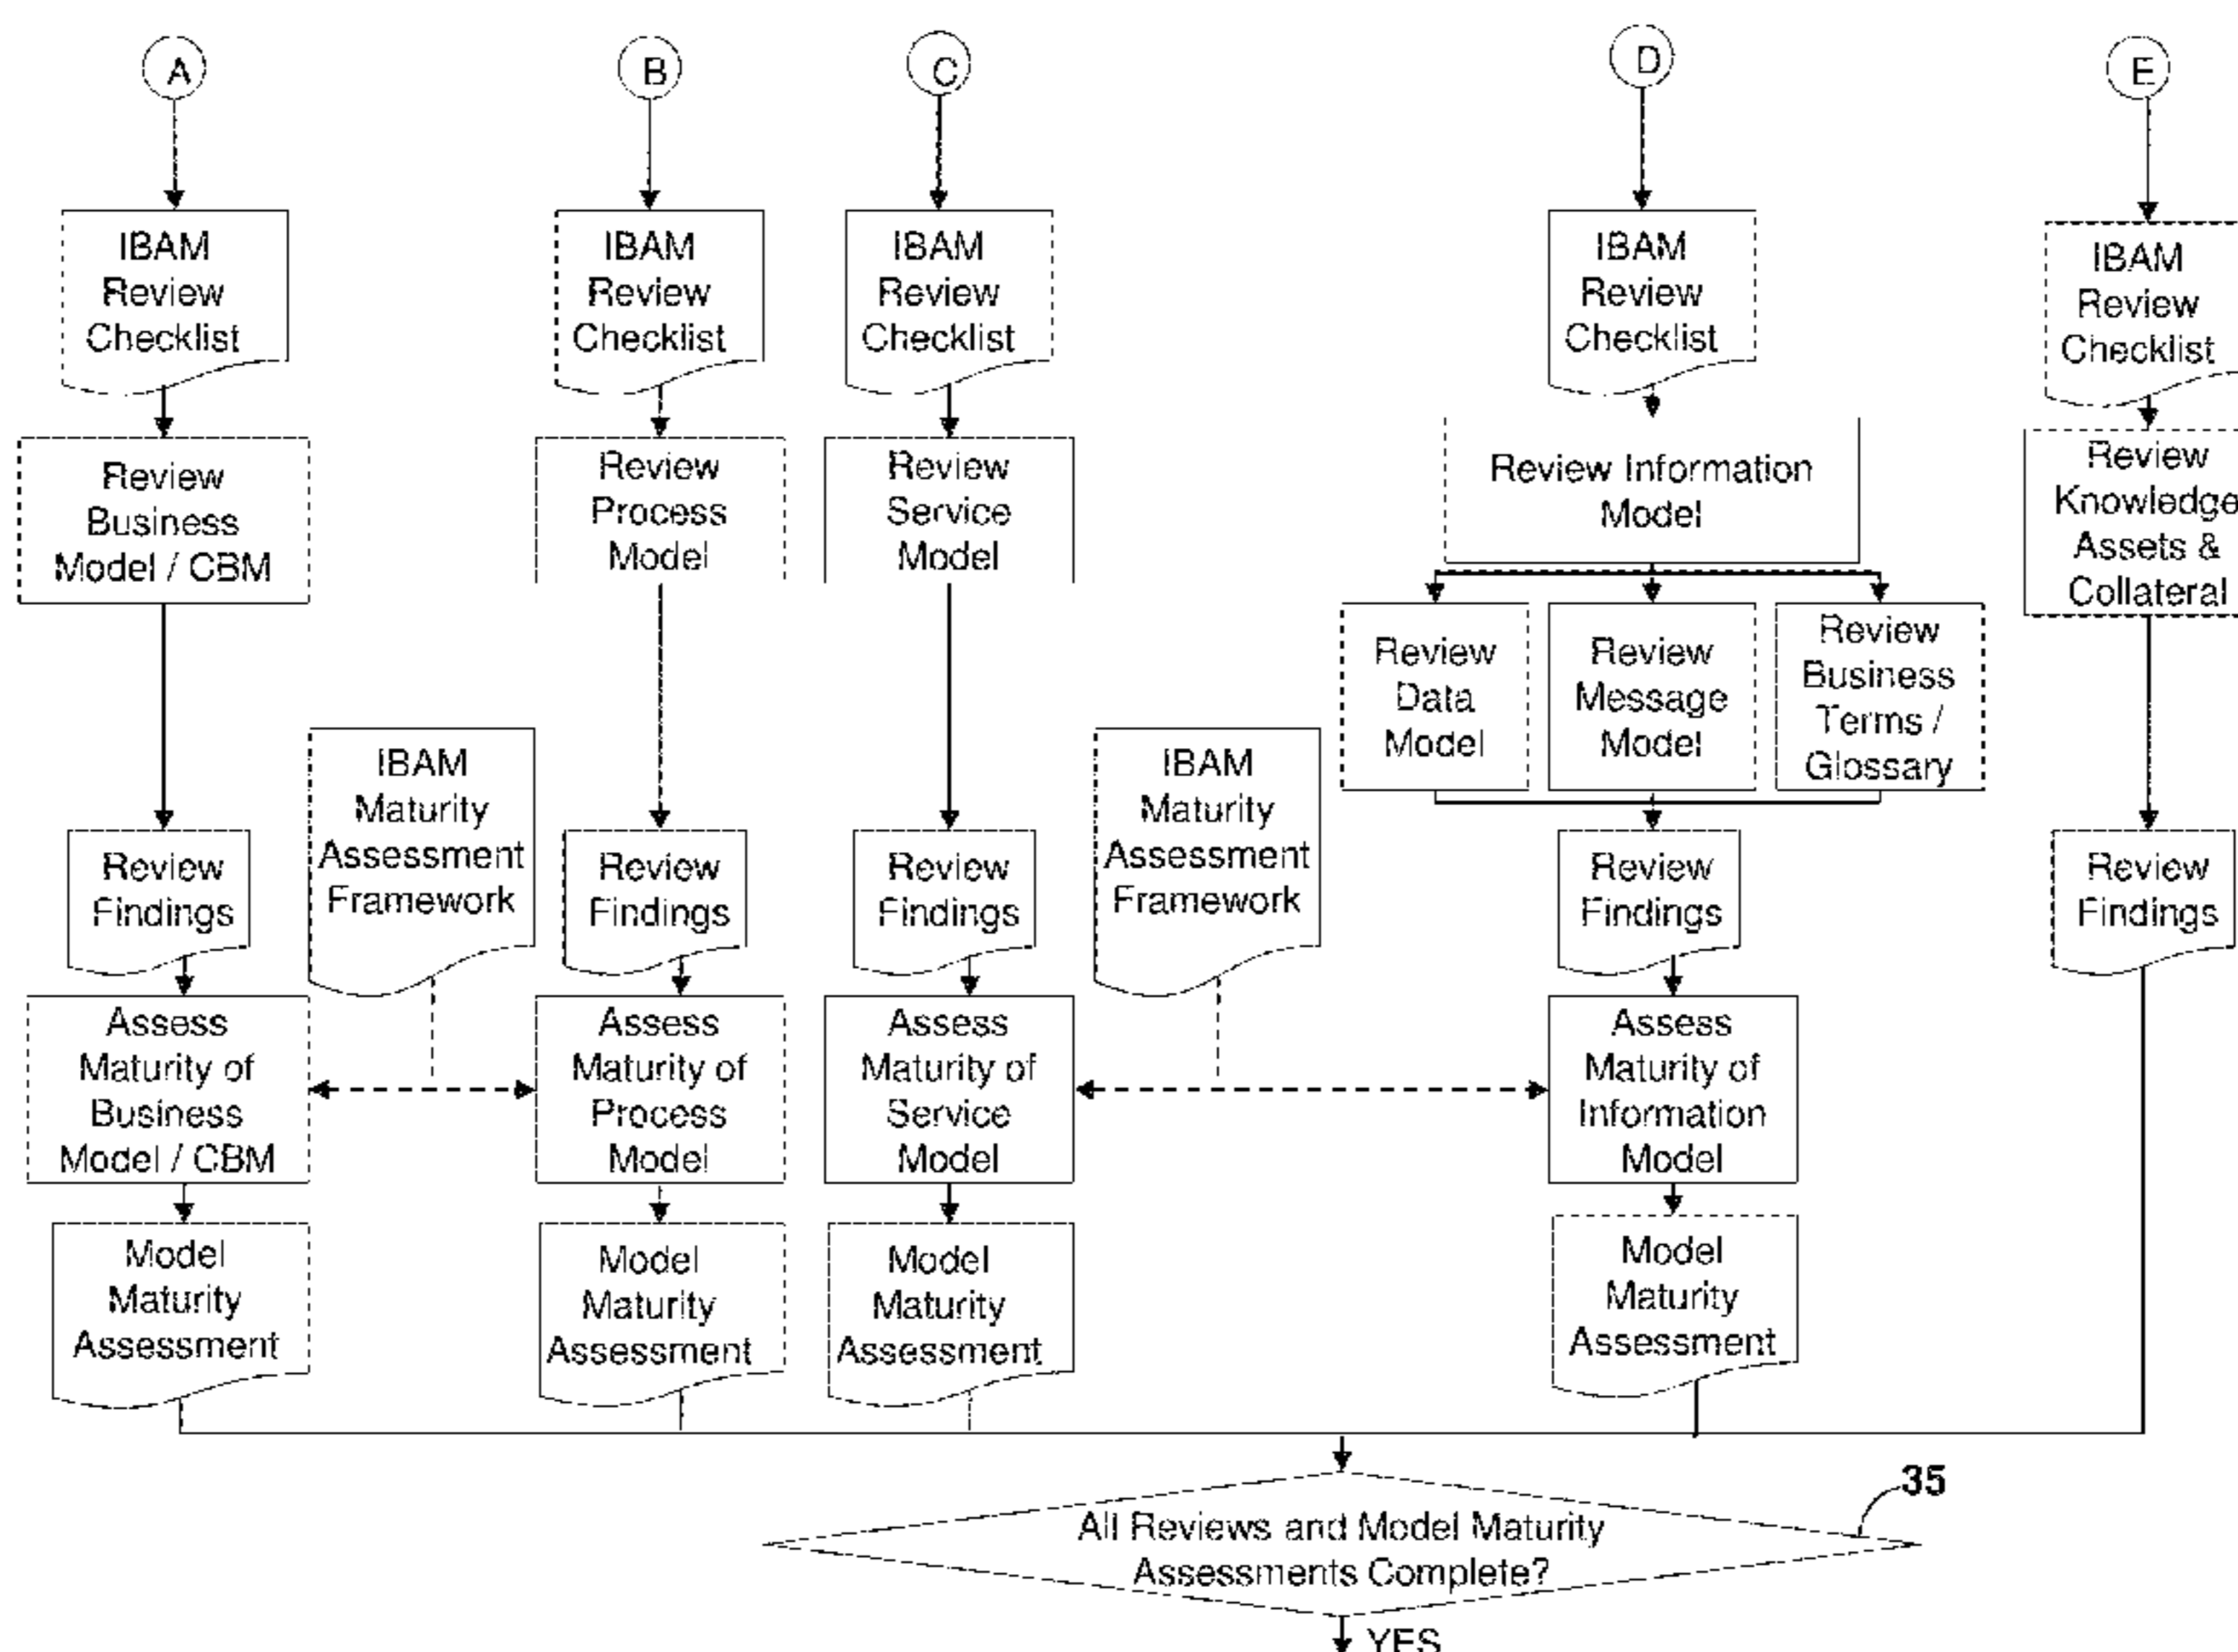 A
B
C
D
E
IBAM
Review
Checklist
IBAM
Review
Checklist
IBAM
Review
Checklist
IBAM
Review
Checklist
IBAM
Review
Checklist
Review
Business
Model / CBM
Review
Process
Model
Review
Service
Model
Review Information
Model
Review
Knowledge
Assets &
Collateral
Review
Data
Model
Review
Message
Model
Review
Business
Terms /
Glossary
IBAM
Maturity
Assessment
Framework
IBAM
Maturity
Assessment
Framework
Review
Findings
Review
Findings
Review
Findings
Review
Findings
Review
Findings
Assess
Maturity of
Business
Model / CBM
Assess
Maturity of
Process
Model
Assess
Maturity of
Service
Model
Assess
Maturity of
Information
Model
Model
Maturity
Assessment
Model
Maturity
Assessment
Model
Maturity
Assessment
Model
Maturity
Assessment
35
All Reviews and Model Maturity
Assessments Complete?
YES